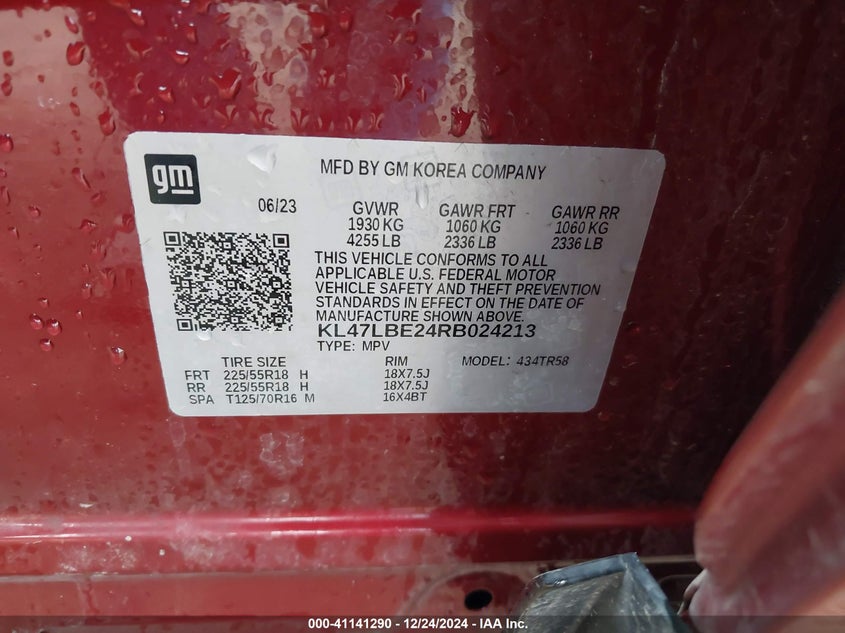 gm
MFD BY GM KOREA COMPANY
06/23 GVWR GAWR FRT GAWR RR
1930 KG 1060 KG 1060 KG
4255 LB 2336 LB 2336 LB
THIS VEHICLE CONFORMS TO ALL
APPLICABLE U.S. FEDERAL MOTOR
VEHICLE SAFETY AND THEFT PREVENTION
STANDARDS IN EFFECT ON THE DATE OF
MANUFACTURE SHOWN ABOVE.
KL47LBE24RB024213
TYPE: MPV
TIRE SIZE RIM MODEL: 434TR58
FRT 225/55R18 H 18X7.5J
RR 225/55R18 H 18X7.5J
SPA T125/70R16 M 16X4BT
000-41141290 - 12/24/2024 - IAA Inc.